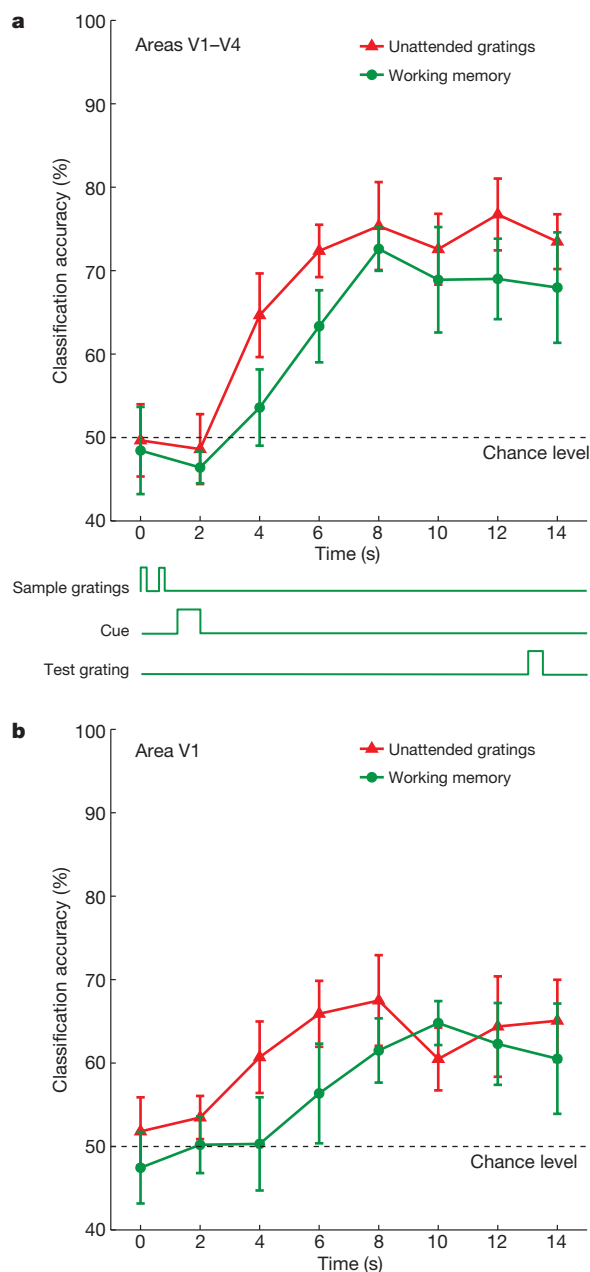 a
Areas V1–V4
Unattended gratings
Working memory
Classification accuracy (%)
100
90
80
70
60
50
40
Chance level
0 2 4 6 8 10 12 14
Time (s)
Sample gratings
Cue
Test grating
b
Area V1
Unattended gratings
Working memory
Classification accuracy (%)
100
90
80
70
60
50
40
Chance level
0 2 4 6 8 10 12 14
Time (s)